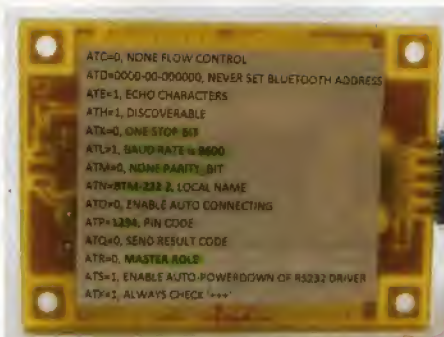 ATC=0, NONE FLOW CONTROL
ATD=0000-00-000000, NEVER SET BLUETOOTH ADDRESS
ATE=1, ECHO CHARACTERS
ATH=1, DISCOVERABLE
ATK=0, ONE STOP BIT
ATL=1, BAUD RATE is 9600
ATM=0, NONE PARITY_BIT
ATN=BTM-222 2, LOCAL NAME
ATO=0, ENABLE AUTO CONNECTING
ATP=1234, PIN CODE
ATQ=0, SEND RESULT CODE
ATR=0, MASTER ROLE
ATS=1, ENABLE AUTO-POWERDOWN OF RS232 DRIVER
ATX=1, ALWAYS CHECK '+++'